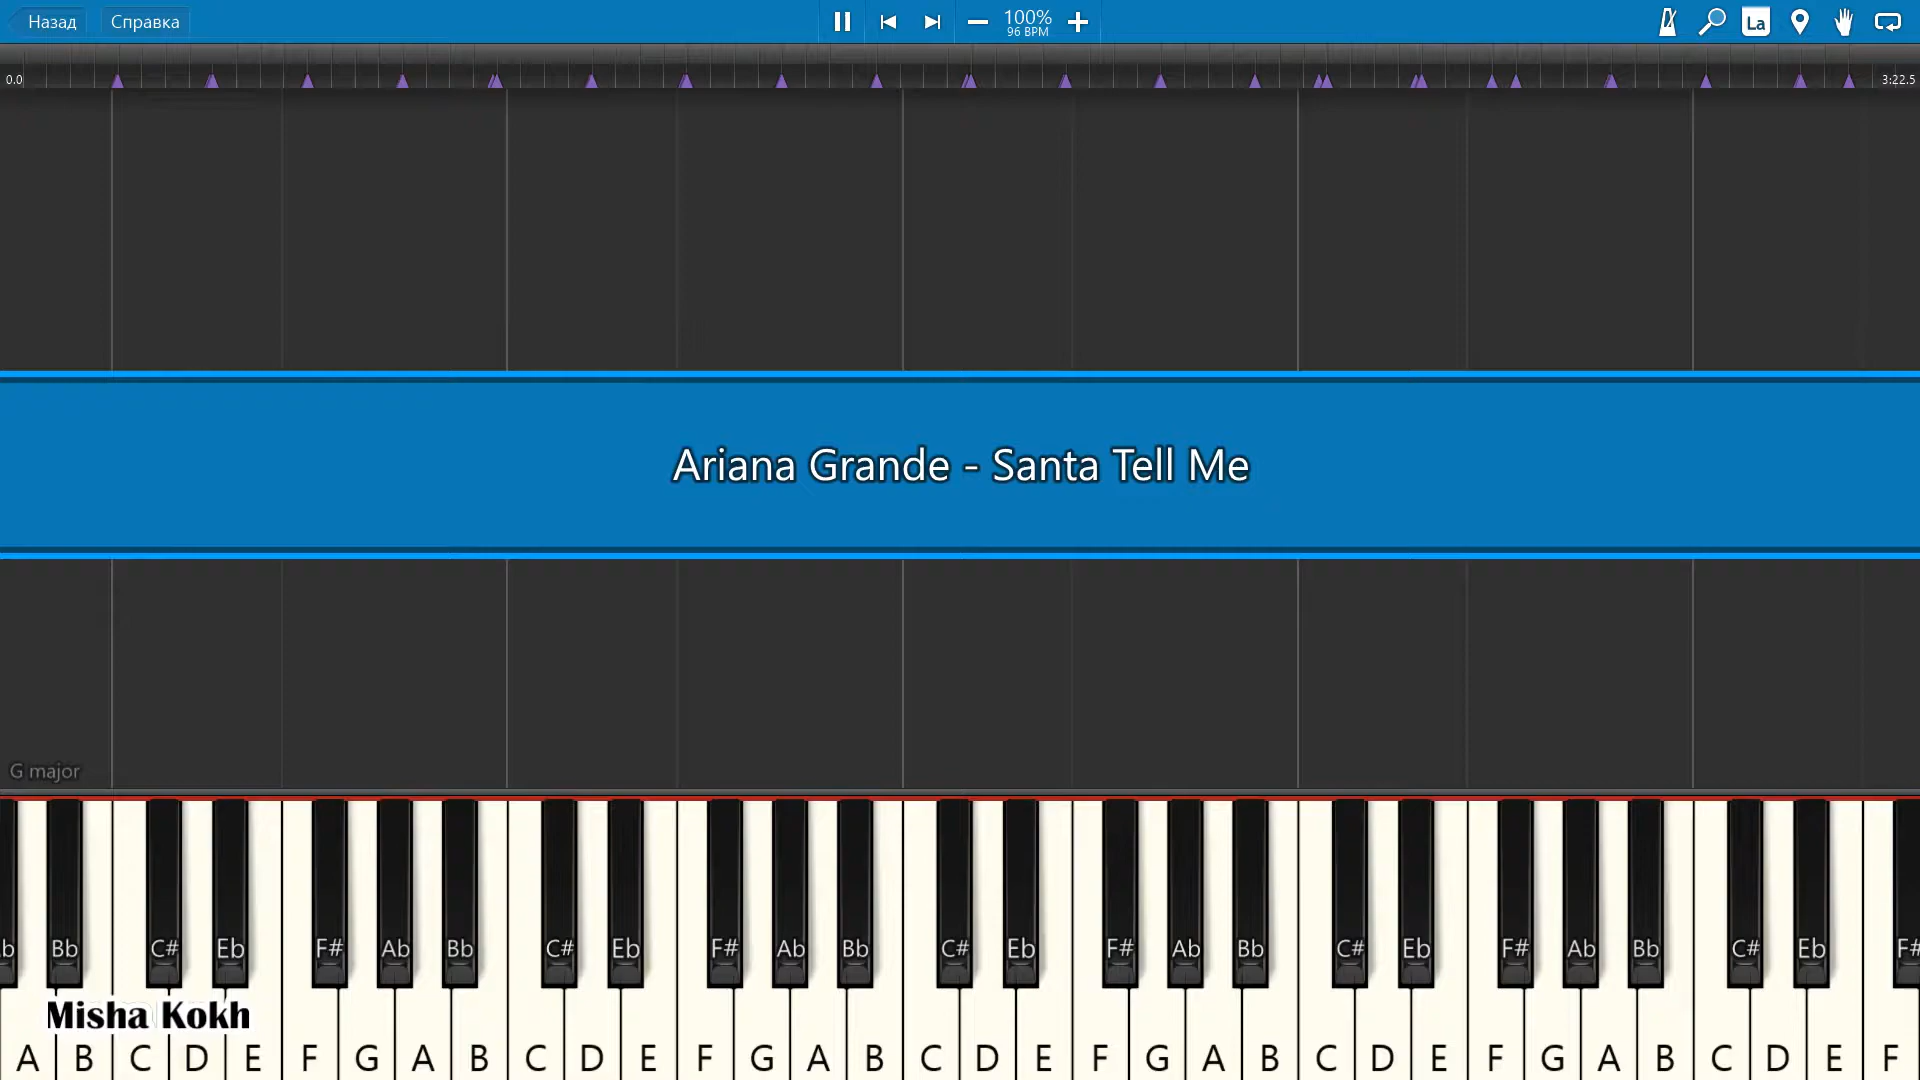 Назад Справка 100% La
96 BPM
0.0 3:22.5
Ariana Grande - Santa Tell Me
G major
b Bb C# Eb F# Ab Bb C# Eb F# Ab Bb C# Eb F# Ab Bb C# Eb F# Ab Bb C# Eb F#
Misha Kokh
A B C D E F G A B C D E F G A B C D E F G A B C D E F G A B C D E F